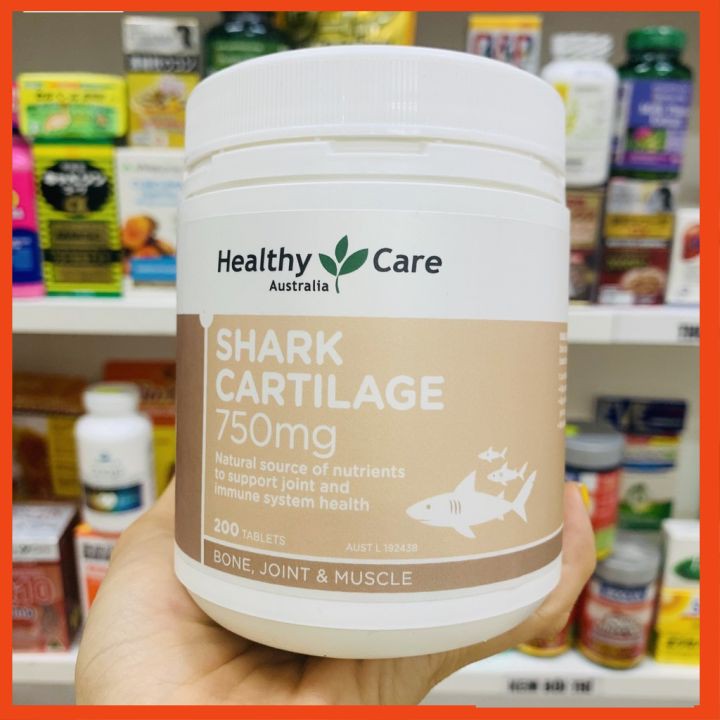 Healthy Care
Australia
SHARK
CARTILAGE
750mg
Natural source of nutrients
to support joint and
immune system health
200 TABLETS
AUST L 192438
BONE, JOINT & MUSCLE